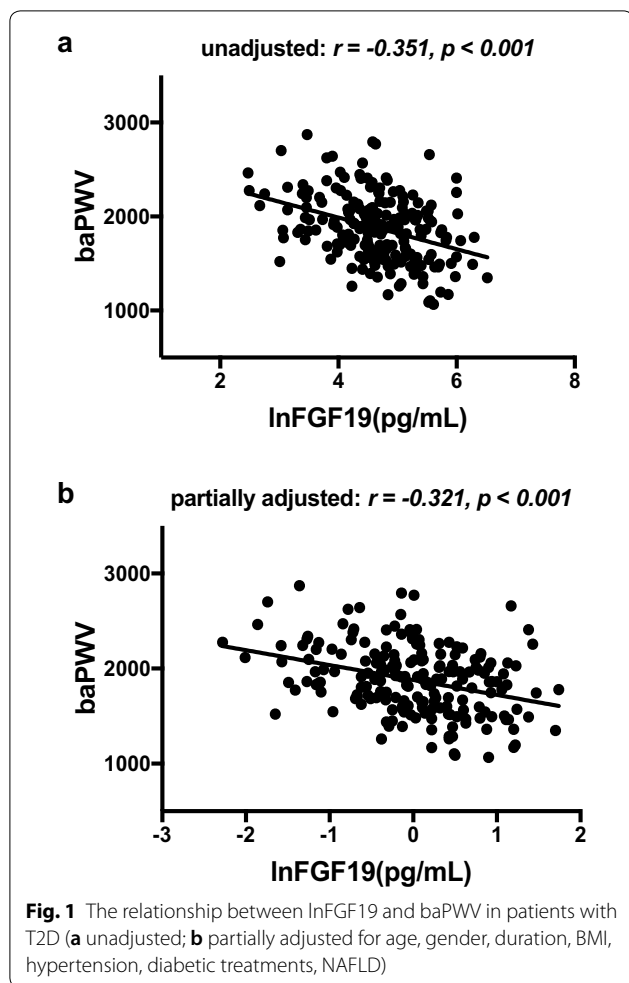 a
unadjusted: r = -0.351, p < 0.001
3000
2000
1000
baPWV
2 4 6 8
lnFGF19(pg/mL)
b
partially adjusted: r = -0.321, p < 0.001
3000
2000
1000
baPWV
-3 -2 -1 0 1 2
lnFGF19(pg/mL)
Fig. 1 The relationship between lnFGF19 and baPWV in patients with
T2D (a unadjusted; b partially adjusted for age, gender, duration, BMI,
hypertension, diabetic treatments, NAFLD)